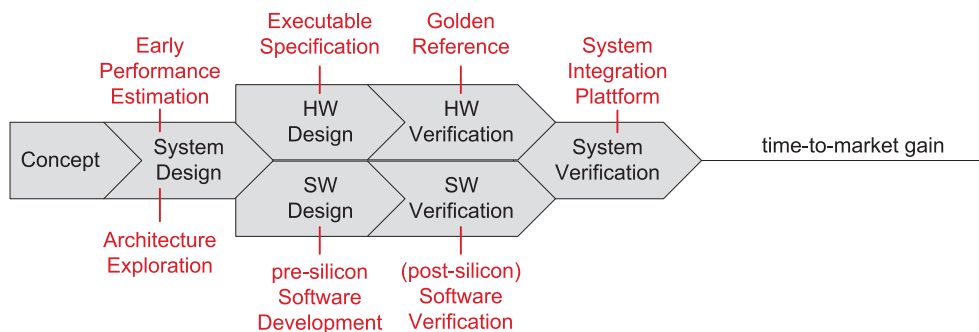 Executable
Specification
Golden
Reference
Early
Performance
Estimation
System
Integration
Plattform
HW
Design
HW
Verification
Concept
System
Design
System
Verification
time-to-market gain
SW
Design
SW
Verification
Architecture
Exploration
pre-silicon
Software
Development
(post-silicon)
Software
Verification